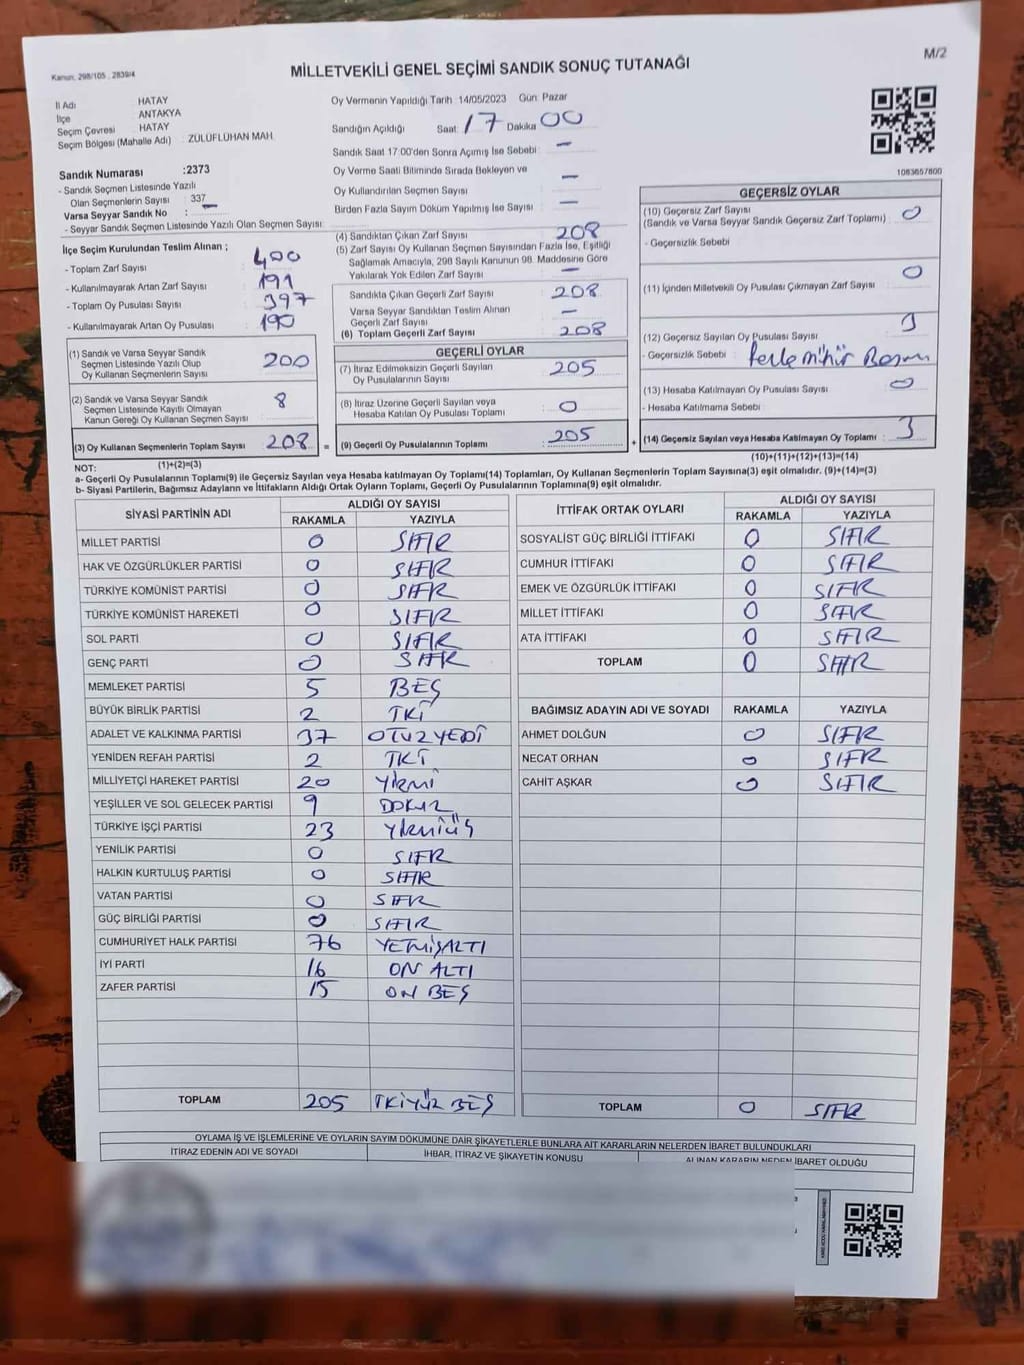 Kanun: 298/105 , 2839/4
MİLLETVEKİLİ GENEL SEÇİMİ SANDIK SONUÇ TUTANAĞI
M/2
İl Adı HATAY
İlçe ANTAKYA
Seçim Çevresi HATAY
Seçim Bölgesi (Mahalle Adı) : ZÜLÜFLÜHAN MAH.
Sandık Numarası :2373
- Sandık Seçmen Listesinde Yazılı
Olan Seçmenlerin Sayısı : 337
Varsa Seyyar Sandık No : —
- Seyyar Sandık Seçmen Listesinde Yazılı Olan Seçmen Sayısı:
İlçe Seçim Kurulundan Teslim Alınan ;
- Toplam Zarf Sayısı : 400
- Kullanılmayarak Artan Zarf Sayısı : 191
- Toplam Oy Pusulası Sayısı : 397
- Kullanılmayarak Artan Oy Pusulası : 190
Oy Vermenin Yapıldığı Tarih :14/05/2023 Gün: Pazar
Sandığın Açıldığı Saat: 17 Dakika 00
Sandık Saat 17:00'den Sonra Açımış İse Sebebi : —
Oy Verme Saati Bitiminde Sırada Bekleyen ve
Oy Kullandırılan Seçmen Sayısı : —
Birden Fazla Sayım Döküm Yapılmış İse Sayısı : —
(4) Sandıktan Çıkan Zarf Sayısı : 208
(5) Zarf Sayısı Oy Kullanan Seçmen Sayısından Fazla İse, Eşitliği
Sağlamak Amacıyla, 298 Sayılı Kanunun 98. Maddesine Göre
Yakılarak Yok Edilen Zarf Sayısı : —
Sandıkta Çıkan Geçerli Zarf Sayısı : 208
Varsa Seyyar Sandıktan Teslim Alınan
Geçerli Zarf Sayısı : —
(6) Toplam Geçerli Zarf Sayısı : 208
1083657800
GEÇERSİZ OYLAR
(10) Geçersiz Zarf Sayısı
(Sandık ve Varsa Seyyar Sandık Geçersiz Zarf Toplamı) : 0
- Geçersizlik Sebebi
(11) İçinden Milletvekili Oy Pusulası Çıkmayan Zarf Sayısı : 0
(12) Geçersiz Sayılan Oy Pusulası Sayısı : 3
- Geçersizlik Sebebi :
(13) Hesaba Katılmayan Oy Pusulası Sayısı : 0
- Hesaba Katılmama Sebebi
(14) Geçersiz Sayılan veya Hesaba Katılmayan Oy Toplamı : 3
(10)+(11)+(12)+(13)=(14)
(1) Sandık ve Varsa Seyyar Sandık
Seçmen Listesinde Yazılı Olup
Oy Kullanan Seçmenlerin Sayısı : 200
(2) Sandık ve Varsa Seyyar Sandık
Seçmen Listesinde Kayıtlı Olmayan
Kanun Gereği Oy Kullanan Seçmen Sayısı : 8
(3) Oy Kullanan Seçmenlerin Toplam Sayısı : 208 =
GEÇERLİ OYLAR
(7) İtiraz Edilmeksizin Geçerli Sayılan
Oy Pusulalarının Sayısı : 205
(8) İtiraz Üzerine Geçerli Sayılan veya
Hesaba Katılan Oy Pusulası Toplamı : 0
(9) Geçerli Oy Pusulalarının Toplamı : 205 +
NOT: (1)+(2)=(3)
a- Geçerli Oy Pusulalarının Toplamı(9) ile Geçersiz Sayılan veya Hesaba katılmayan Oy Toplamı(14) Toplamları, Oy Kullanan Seçmenlerin Toplam Sayısına(3) eşit olmalıdır. (9)+(14)=(3)
b- Siyasi Partilerin, Bağımsız Adayların ve İttifakların Aldığı Ortak Oyların Toplamı, Geçerli Oy Pusulalarının Toplamına(9) eşit olmalıdır.
SİYASİ PARTİNİN ADI ALDIĞI OY SAYISI
RAKAMLA YAZIYLA
MİLLET PARTİSİ 0 SIFIR
HAK VE ÖZGÜRLÜKLER PARTİSİ 0 SIFIR
TÜRKİYE KOMÜNİST PARTİSİ 0 SIFIR
TÜRKİYE KOMÜNİST HAREKETİ 0 SIFIR
SOL PARTİ 0 SIFIR
GENÇ PARTİ 0 SIFIR
MEMLEKET PARTİSİ 5 BEŞ
BÜYÜK BİRLİK PARTİSİ 2 İKİ
ADALET VE KALKINMA PARTİSİ 37 OTUZYEDİ
YENİDEN REFAH PARTİSİ 2 İKİ
MİLLİYETÇİ HAREKET PARTİSİ 20 YİRMİ
YEŞİLLER VE SOL GELECEK PARTİSİ 9 DOKUZ
TÜRKİYE İŞÇİ PARTİSİ 23 YİRMİÜÇ
YENİLİK PARTİSİ 0 SIFIR
HALKIN KURTULUŞ PARTİSİ 0 SIFIR
VATAN PARTİSİ 0 SIFIR
GÜÇ BİRLİĞİ PARTİSİ 0 SIFIR
CUMHURİYET HALK PARTİSİ 76 YETMİŞALTI
İYİ PARTİ 16 ON ALTI
ZAFER PARTİSİ 15 ON BEŞ
TOPLAM 205 İKİYÜZ BEŞ
İTTİFAK ORTAK OYLARI ALDIĞI OY SAYISI
RAKAMLA YAZIYLA
SOSYALİST GÜÇ BİRLİĞİ İTTİFAKI 0 SIFIR
CUMHUR İTTİFAKI 0 SIFIR
EMEK VE ÖZGÜRLÜK İTTİFAKI 0 SIFIR
MİLLET İTTİFAKI 0 SIFIR
ATA İTTİFAKI 0 SIFIR
TOPLAM 0 SIFIR
BAĞIMSIZ ADAYIN ADI VE SOYADI RAKAMLA YAZIYLA
AHMET DOLĞUN 0 SIFIR
NECAT ORHAN 0 SIFIR
CAHİT AŞKAR 0 SIFIR
TOPLAM 0 SIFIR
OYLAMA İŞ VE İŞLEMLERİNE VE OYLARIN SAYIM DÖKÜMÜNE DAİR ŞİKAYETLERLE BUNLARA AİT KARARLARIN NELERDEN İBARET BULUNDUKLARI
İTİRAZ EDENİN ADI VE SOYADI İHBAR, İTİRAZ VE ŞİKAYETİN KONUSU ALINAN KARARIN NEDEN İBARET OLDUĞU